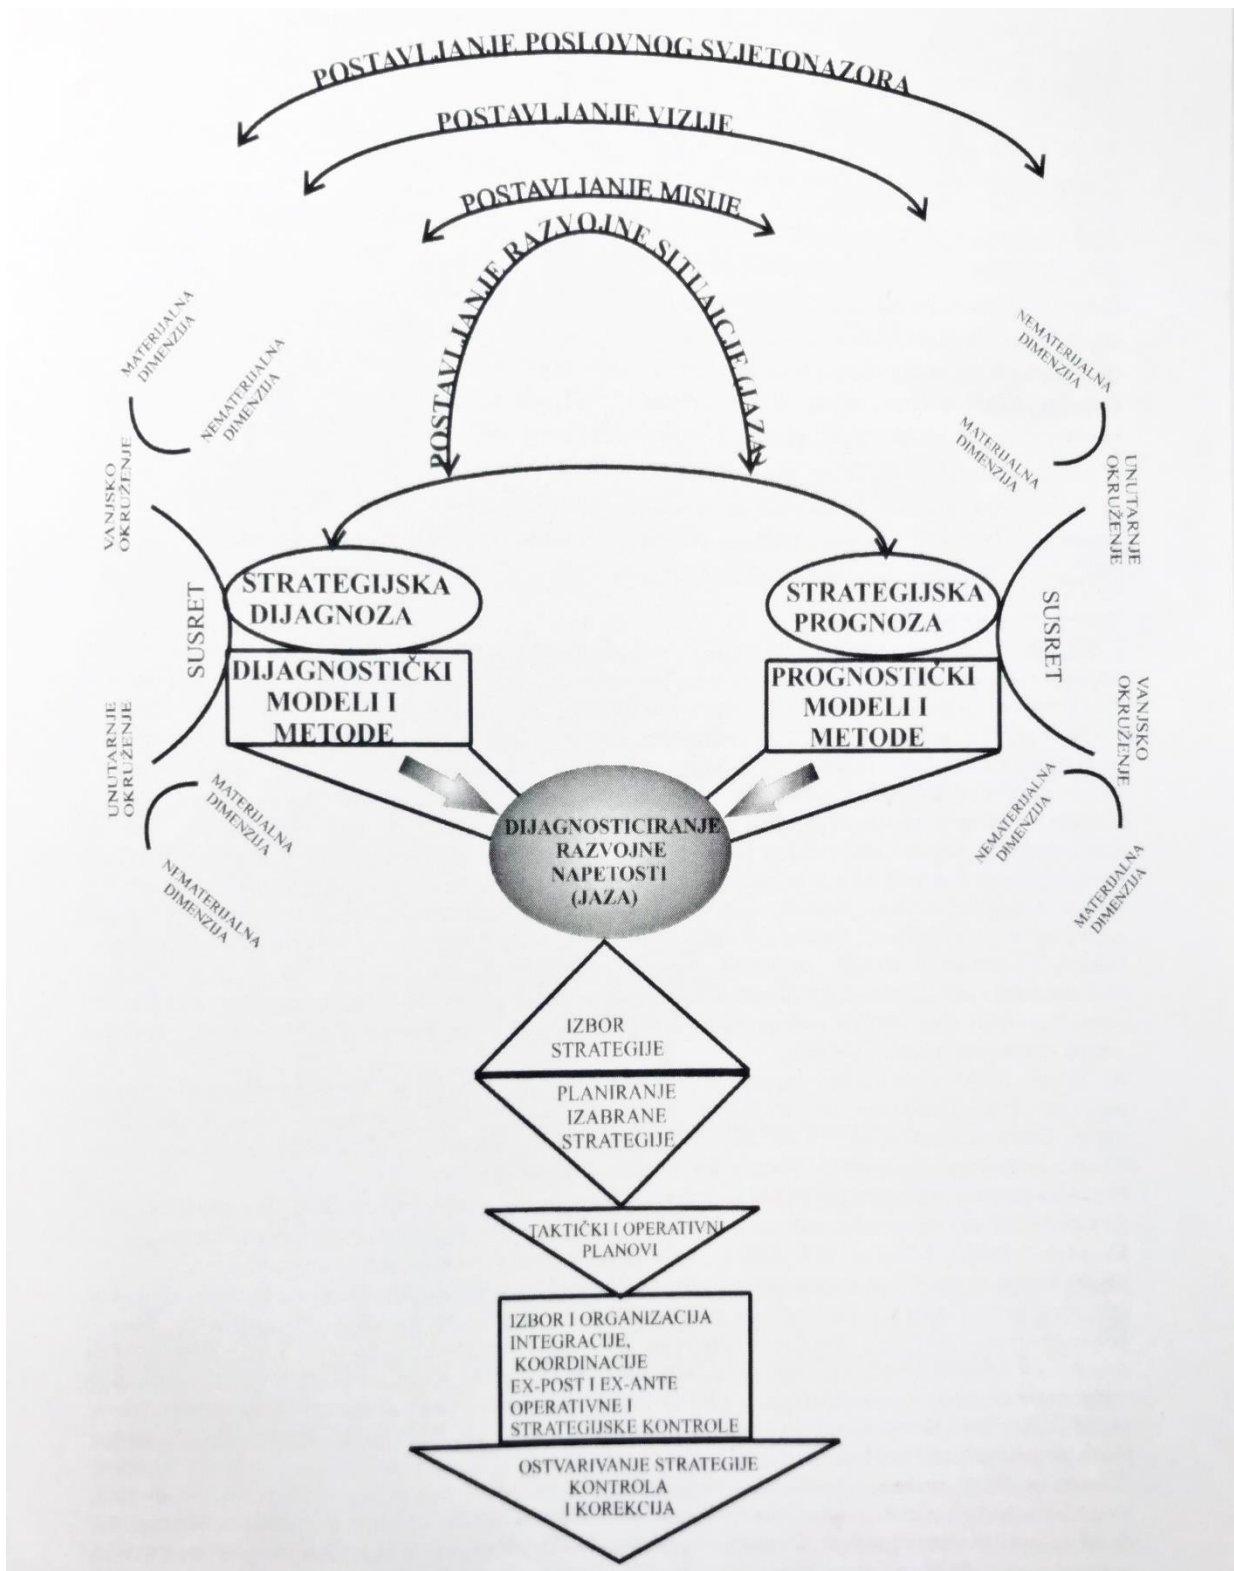 POSTAVLJANJE POSLOVNOG SVJETONAZORA
POSTAVLJANJE VIZIJE
POSTAVLJANJE MISIJE
POSTAVLJANJE RAZVOJNE SITUAICJE (JAZA)
MATERIJALNA
DIMENZIJA
NEMATERIJALNA
DIMENZIJA
VANJSKO
OKRUŽENJE
SUSRET
UNUTARNJE
OKRUŽENJE
MATERIJALNA
DIMENZIJA
NEMATERIJALNA
DIMENZIJA
STRATEGIJSKA
DIJAGNOZA
DIJAGNOSTIČKI
MODELI I
METODE
NEMATERIJALNA
DIMENZIJA
MATERIJALNA
DIMENZIJA
UNUTARNJE
OKRUŽENJE
SUSRET
VANJSKO
OKRUŽENJE
NEMATERIJALNA
DIMENZIJA
MATERIJALNA
DIMENZIJA
STRATEGIJSKA
PROGNOZA
PROGNOSTIČKI
MODELI I
METODE
DIJAGNOSTICIRANJE
RAZVOJNE
NAPETOSTI
(JAZA)
IZBOR
STRATEGIJE
PLANIRANJE
IZABRANE
STRATEGIJE
TAKTIČKI I OPERATIVNI
PLANOVI
IZBOR I ORGANIZACIJA
INTEGRACIJE,
KOORDINACIJE
EX-POST I EX-ANTE
OPERATIVNE I
STRATEGIJSKE KONTROLE
OSTVARIVANJE STRATEGIJE
KONTROLA
I KOREKCIJA